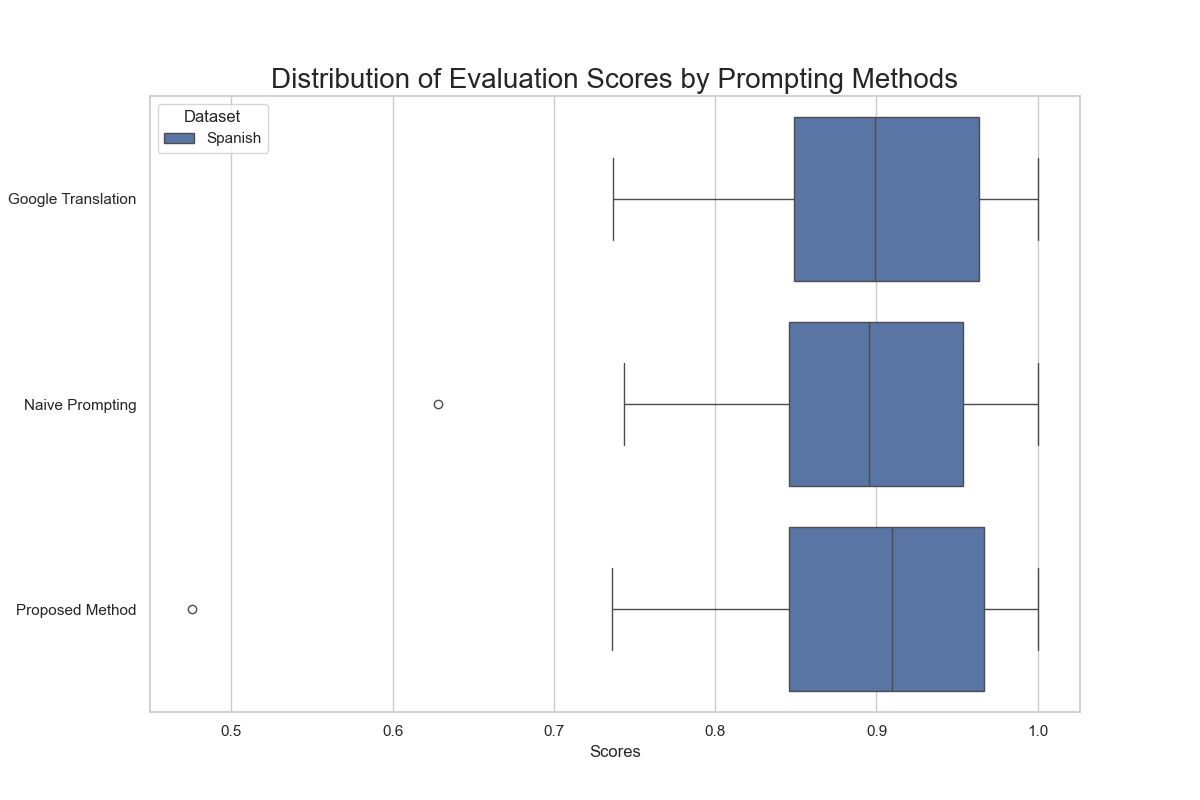 Distribution of Evaluation Scores by Prompting Methods
Dataset
Spanish
Google Translation
Naive Prompting
Proposed Method
0.5 0.6 0.7 0.8 0.9 1.0
Scores